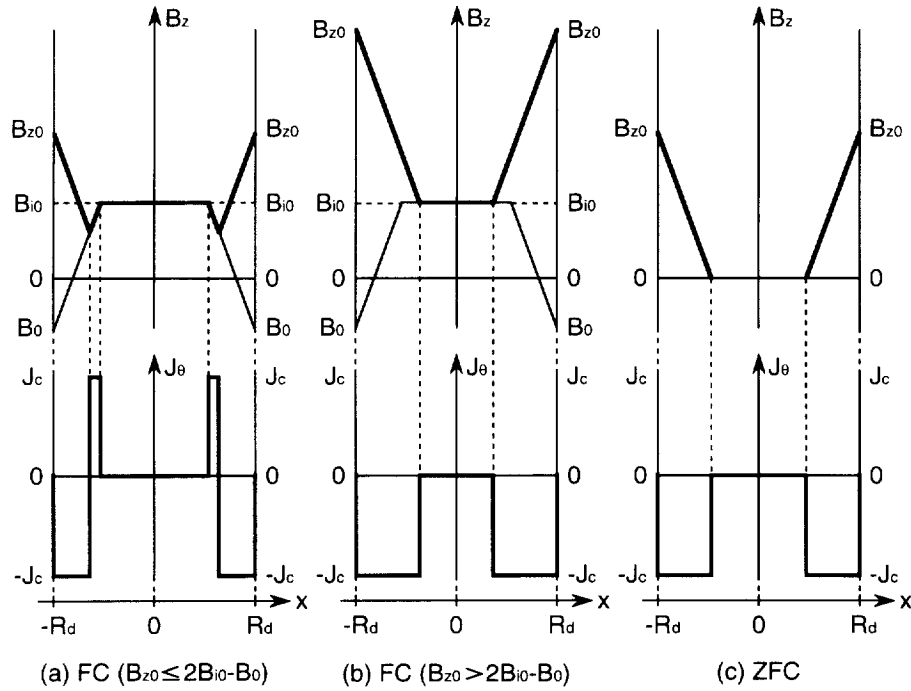 Bz Bz Bz
Bz0 Bz0
Bz0 Bz0 Bz0 Bz0
Bi0 Bi0 Bi0 Bi0
0 0 0 0 0 0
B0 B0 B0 B0
Jc Jθ Jc Jc Jθ Jc Jc Jθ Jc
0 0 0 0 0 0
-Jc -Jc -Jc -Jc -Jc -Jc
x x x
-Rd 0 Rd -Rd 0 Rd -Rd 0 Rd
(a) FC (Bz0≤2Bi0-B0) (b) FC (Bz0>2Bi0-B0) (c) ZFC